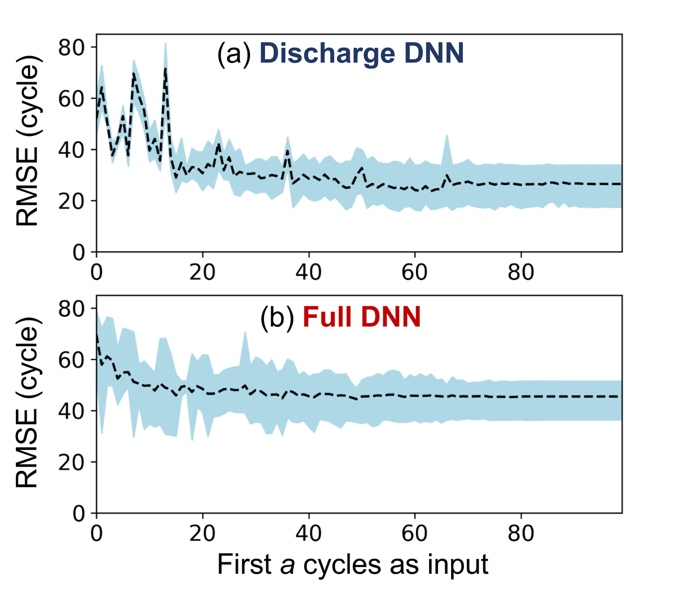 (a) Discharge DNN
RMSE (cycle)
80
60
40
20
0
0 20 40 60 80
(b) Full DNN
RMSE (cycle)
80
60
40
20
0
0 20 40 60 80
First a cycles as input